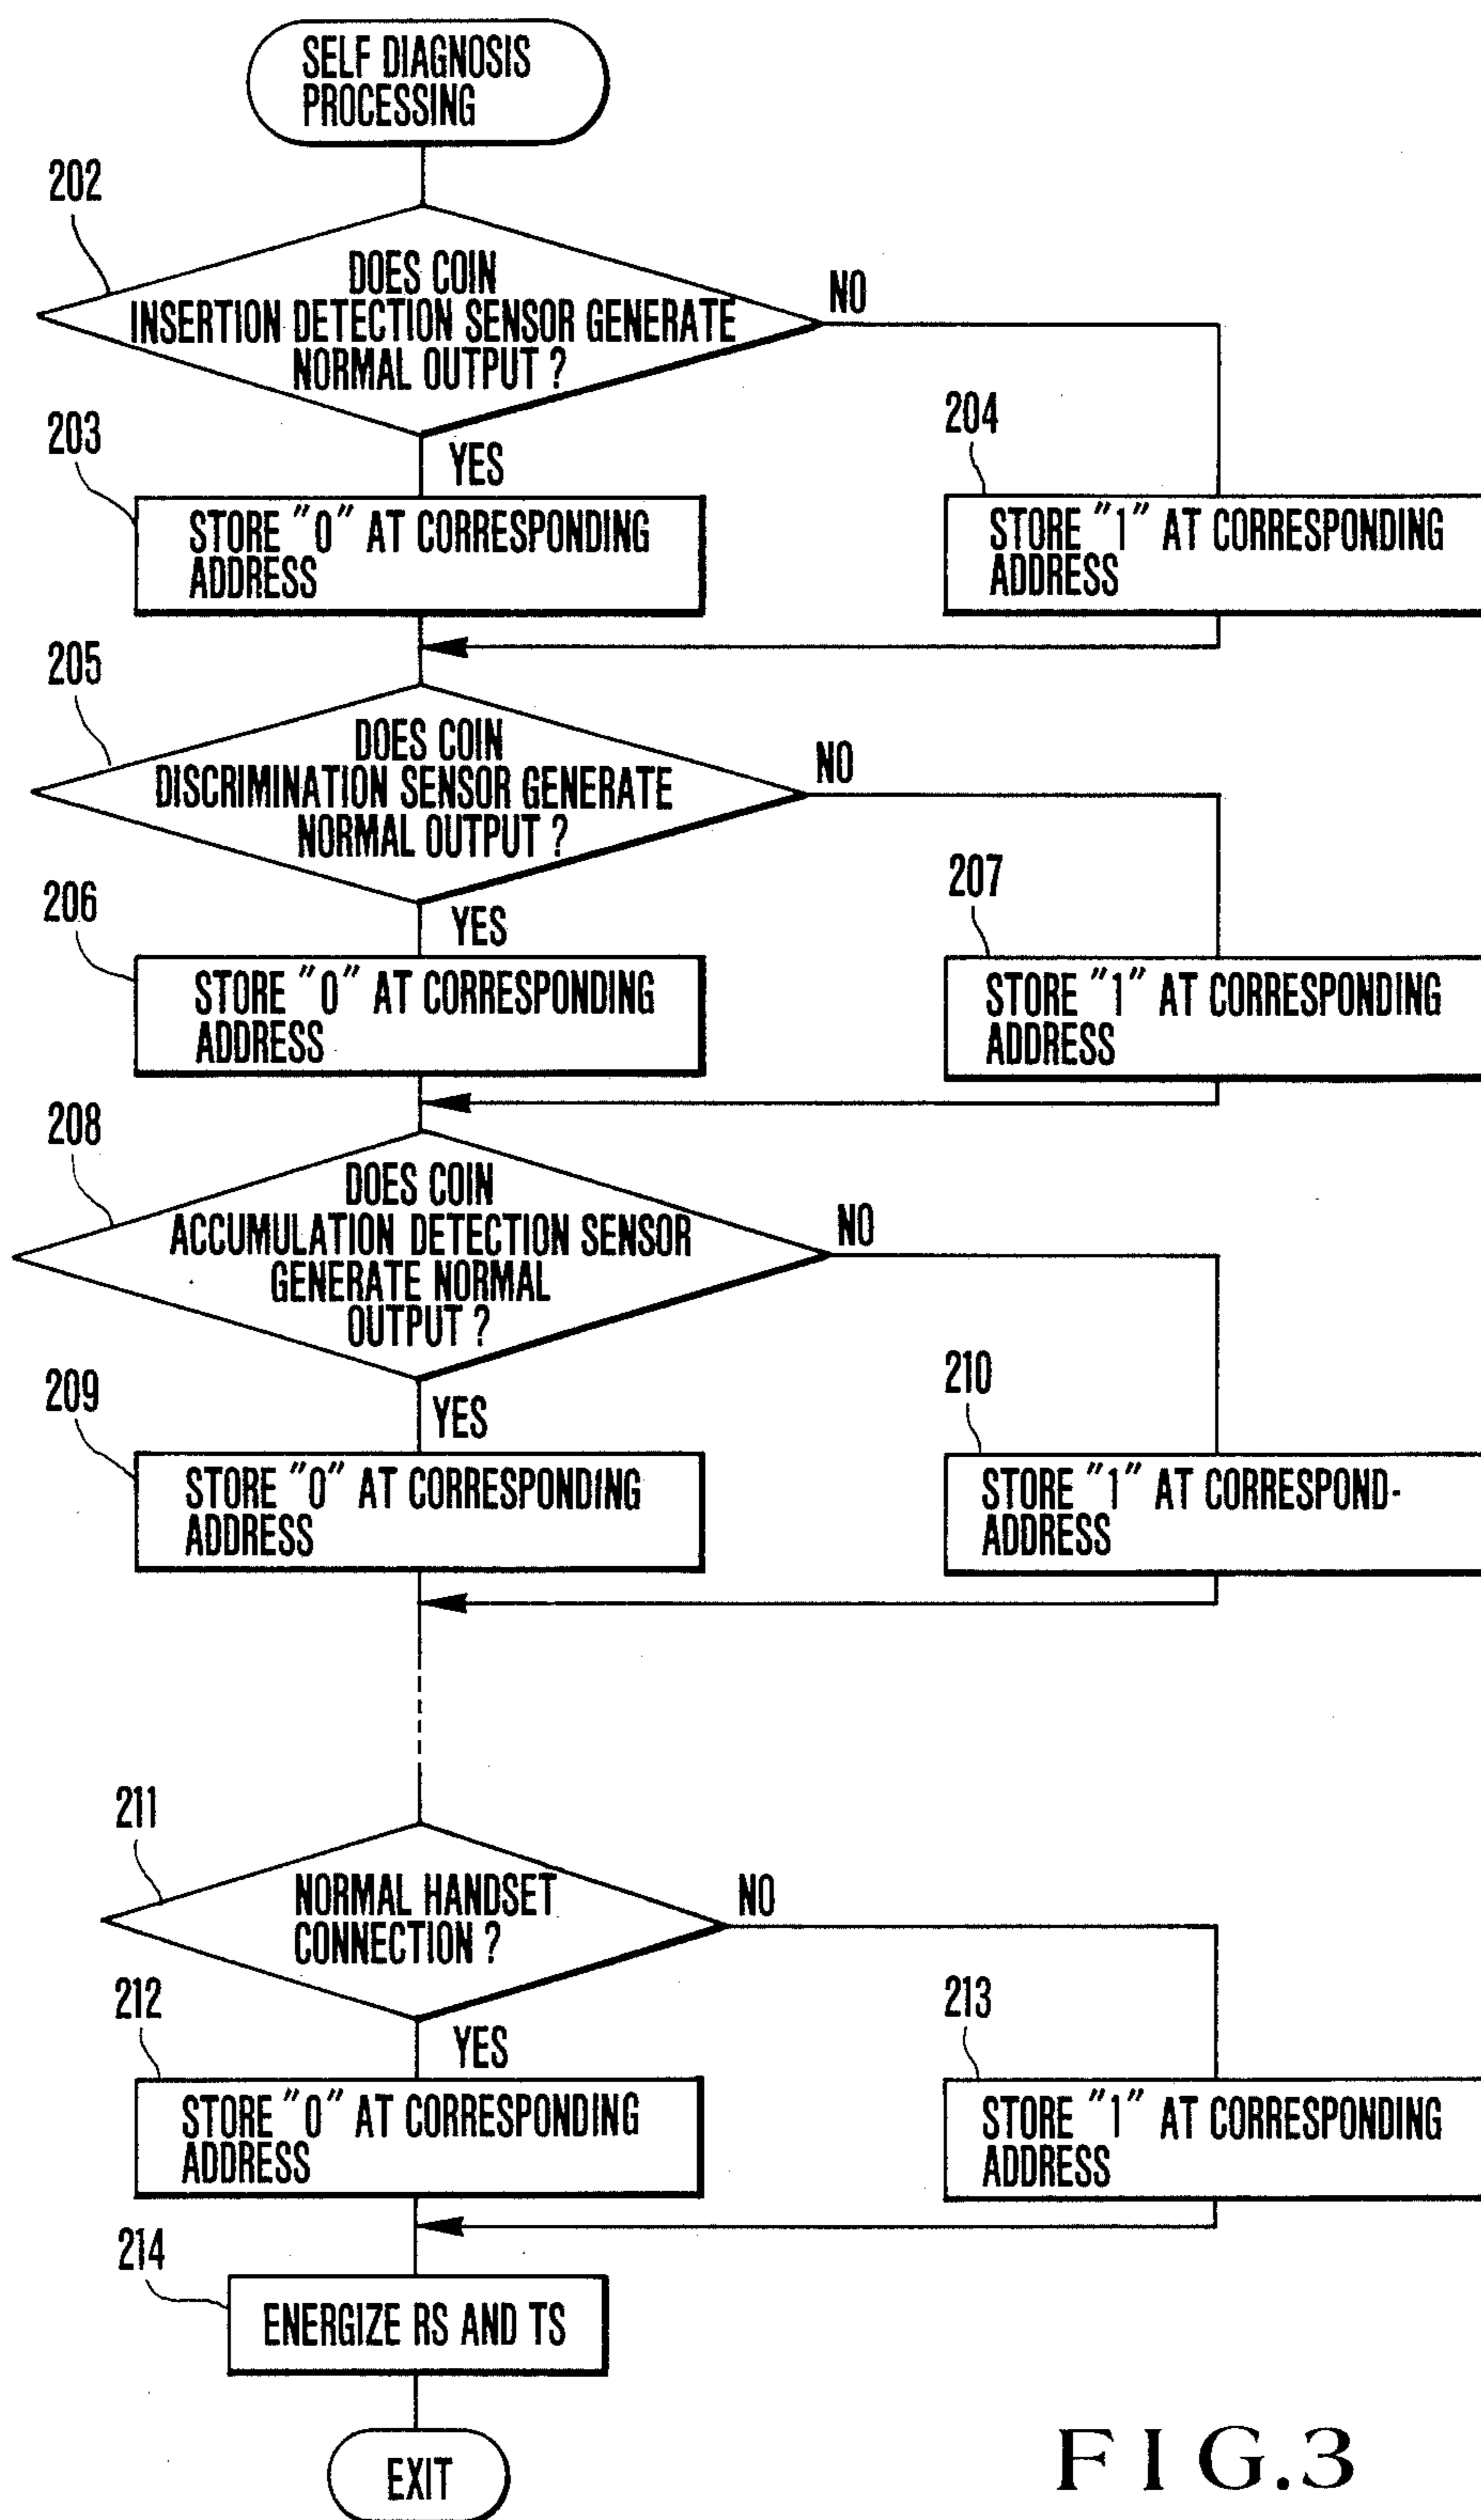 SELF DIAGNOSIS
PROCESSING
202
DOES COIN
INSERTION DETECTION SENSOR GENERATE
NORMAL OUTPUT ?
NO
203
YES
204
STORE "0" AT CORRESPONDING
ADDRESS
STORE "1" AT CORRESPONDING
ADDRESS
205
DOES COIN
DISCRIMINATION SENSOR GENERATE
NORMAL OUTPUT ?
NO
206
YES
207
STORE "0" AT CORRESPONDING
ADDRESS
STORE "1" AT CORRESPONDING
ADDRESS
208
DOES COIN
ACCUMULATION DETECTION SENSOR
GENERATE NORMAL
OUTPUT ?
NO
209
YES
210
STORE "0" AT CORRESPONDING
ADDRESS
STORE "1" AT CORRESPOND-
ADDRESS
211
NORMAL HANDSET
CONNECTION ?
NO
212
YES
213
STORE "0" AT CORRESPONDING
ADDRESS
STORE "1" AT CORRESPONDING
ADDRESS
214
ENERGIZE RS AND TS
EXIT
FIG.3